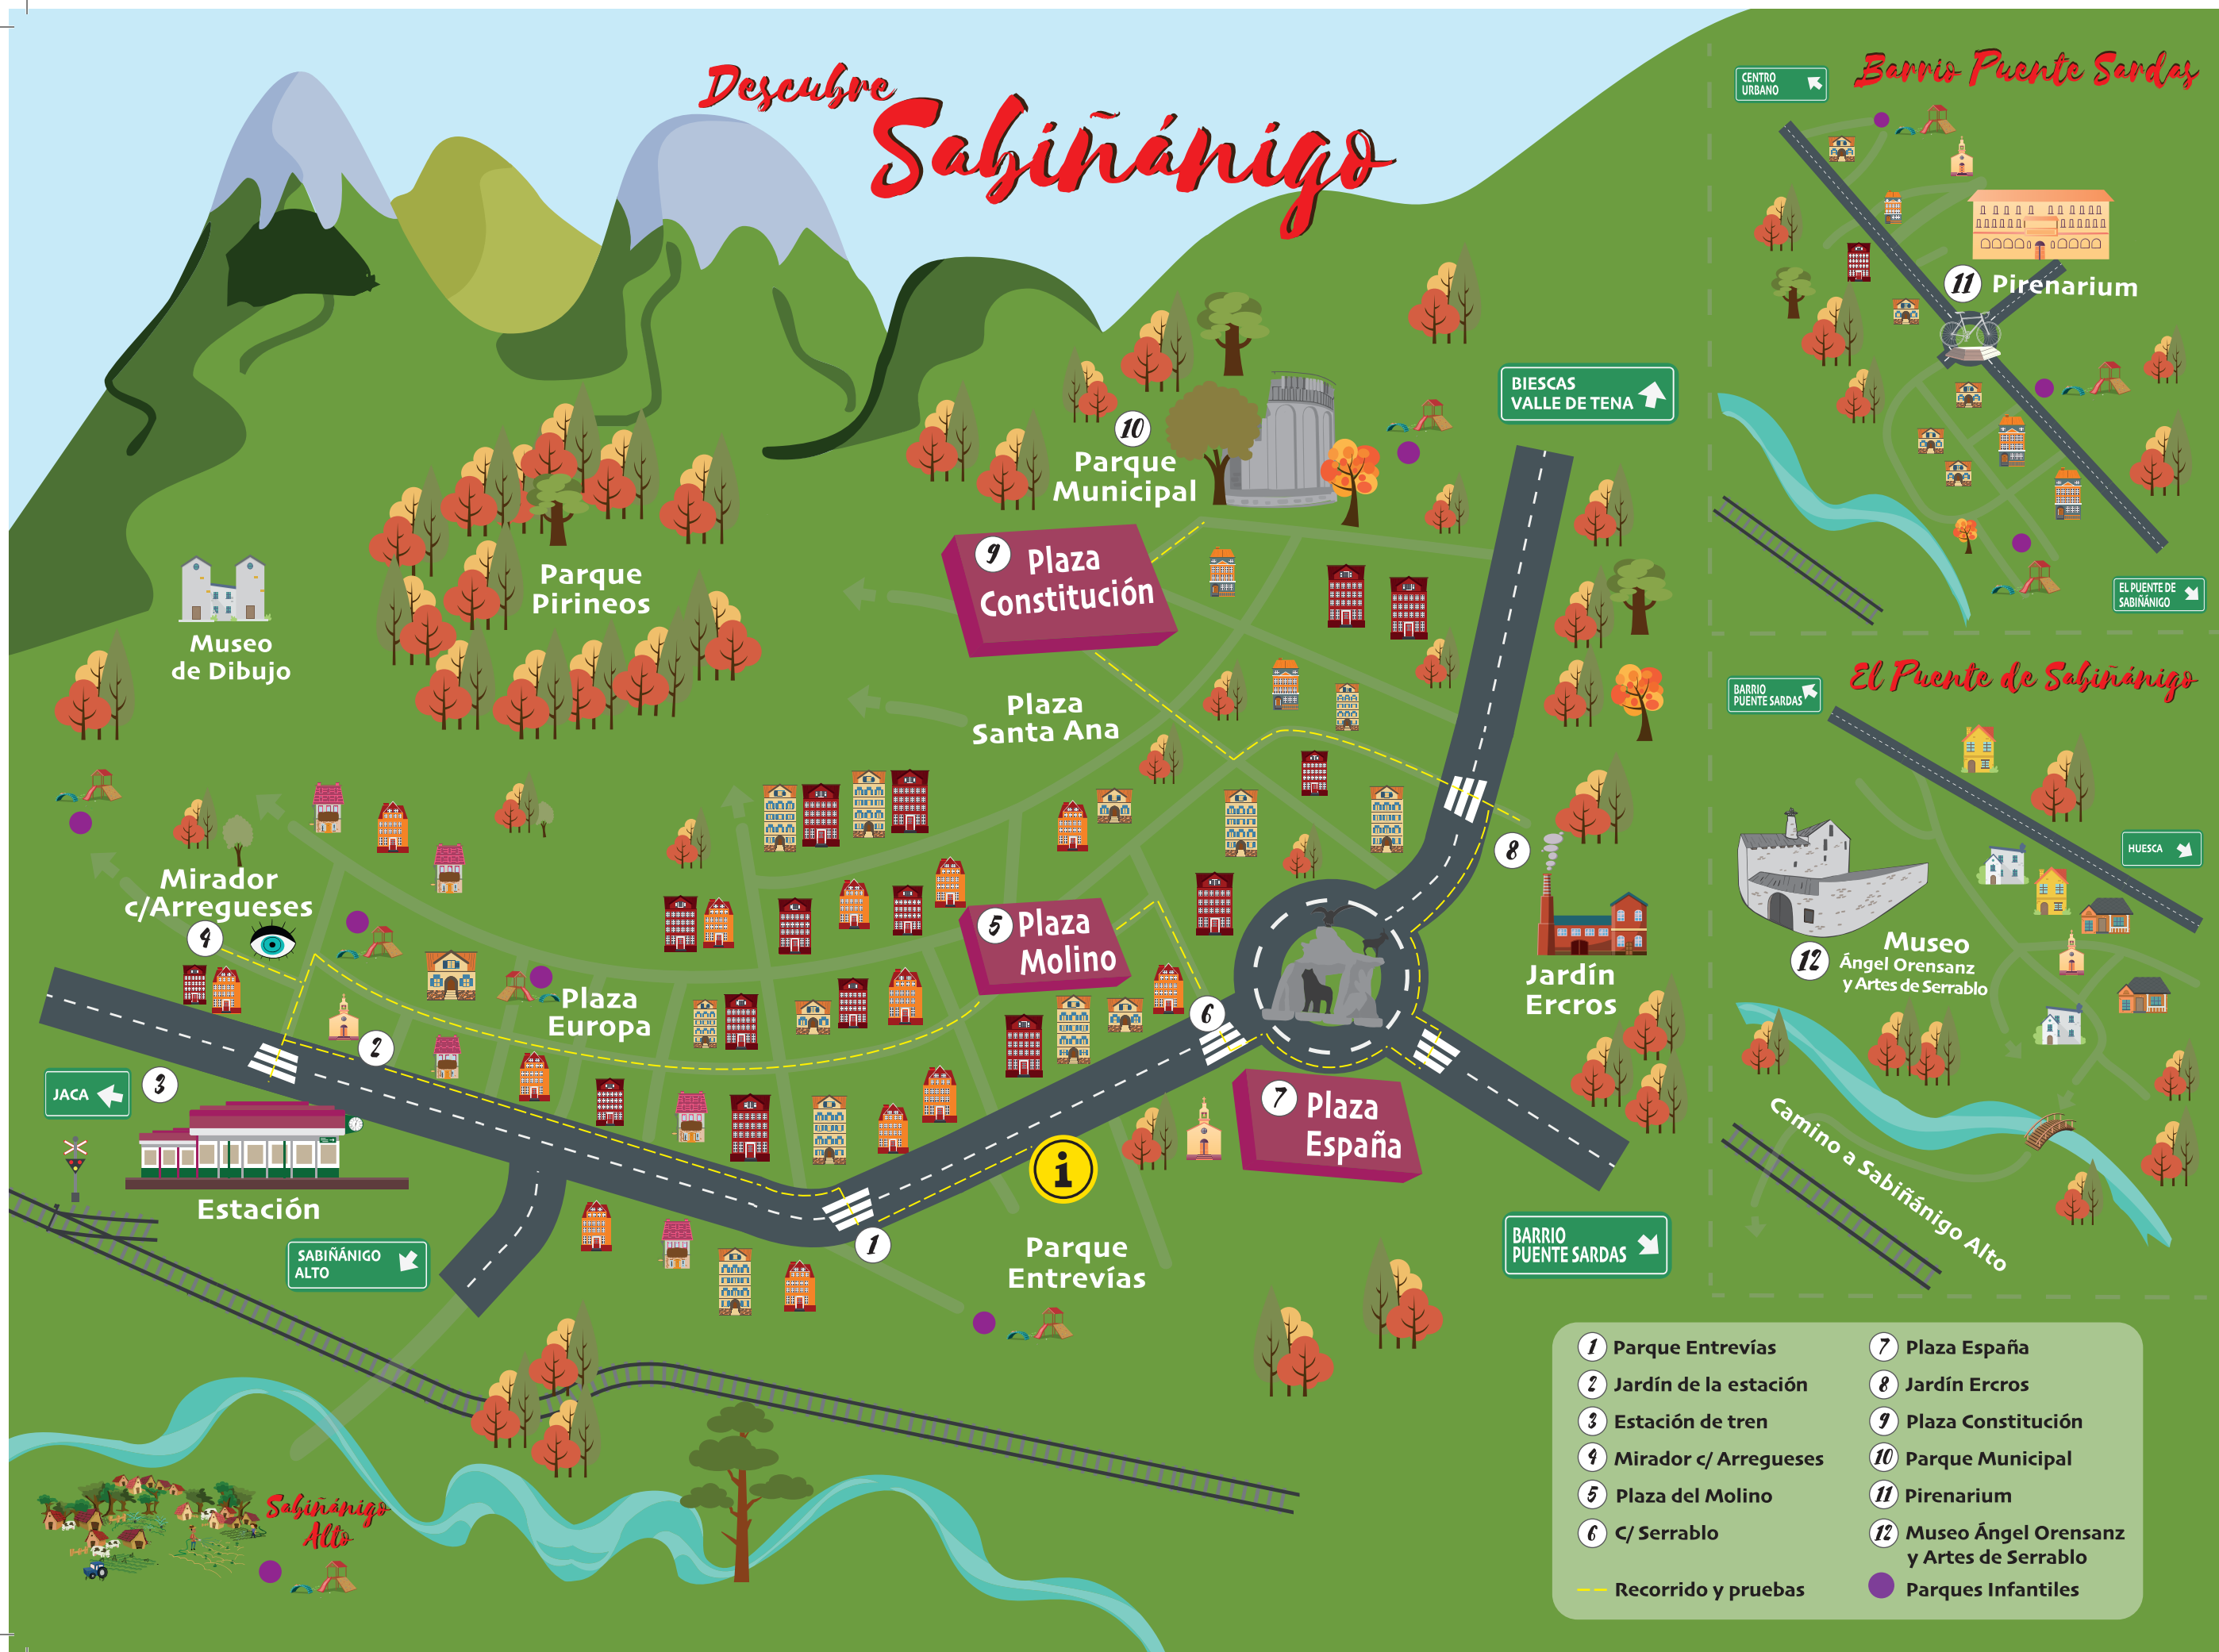 Descubre
Sabiñánigo
BIESCAS
VALLE DE TENA
10
Parque
Municipal
9
Plaza
Constitución
Parque
Pirineos
Museo
de Dibujo
Plaza
Santa Ana
8
Mirador
c/Arregueses
4
5
Plaza
Molino
Plaza
Europa
Jardín
Ercros
6
2
3
JACA
7
Plaza
España
i
Estación
1
SABIÑÁNIGO
ALTO
Parque
Entrevías
BARRIO
PUENTE SARDAS
Sabiñánigo
Alto
Barrio Puente Sardas
CENTRO
URBANO
11
Pirenarium
EL PUENTE DE
SABIÑÁNIGO
El Puente de Sabiñánigo
BARRIO
PUENTE SARDAS
HUESCA
12
Museo
Ángel Orensanz
y Artes de Serrablo
Camino a Sabiñánigo Alto
1 Parque Entrevías
2 Jardín de la estación
3 Estación de tren
4 Mirador c/ Arregueses
5 Plaza del Molino
6 C/ Serrablo
Recorrido y pruebas
7 Plaza España
8 Jardín Ercros
9 Plaza Constitución
10 Parque Municipal
11 Pirenarium
12 Museo Ángel Orensanz
y Artes de Serrablo
Parques Infantiles